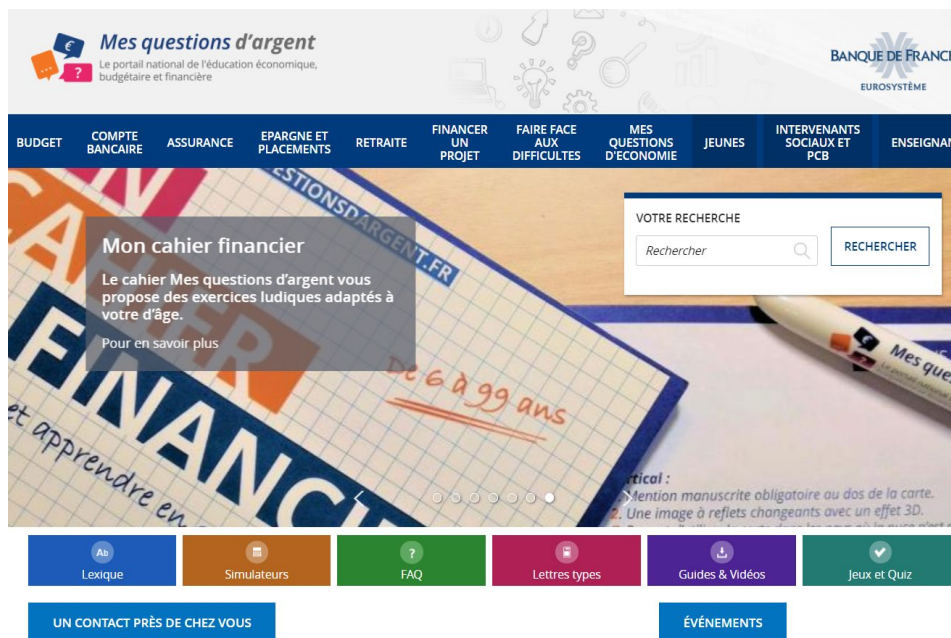 Mes questions d'argent
Le portail national de l'éducation économique,
budgétaire et financière
BANQUE DE FRANCE
EUROSYSTÈME
BUDGET
COMPTE
BANCAIRE
ASSURANCE
EPARGNE ET
PLACEMENTS
RETRAITE
FINANCER
UN
PROJET
FAIRE FACE
AUX
DIFFICULTES
MES
QUESTIONS
D'ECONOMIE
JEUNES
INTERVENANTS
SOCIAUX ET
PCB
ENSEIGNAN
ESTIONSDARGENT.FR
Mon cahier financier
Le cahier Mes questions d'argent vous
propose des exercices ludiques adaptés à
votre d'âge.
Pour en savoir plus
VOTRE RECHERCHE
Rechercher
RECHERCHER
CAHIER
FINANCI
De 6 à 99 ans
et apprendre en
Mes ques
rtical :
Mention manuscrite obligatoire au dos de la carte.
2. Une image à reflets changeants avec un effet 3D.
Ab
Lexique
Simulateurs
?
FAQ
Lettres types
Guides & Vidéos
Jeux et Quiz
UN CONTACT PRÈS DE CHEZ VOUS
ÉVÉNEMENTS